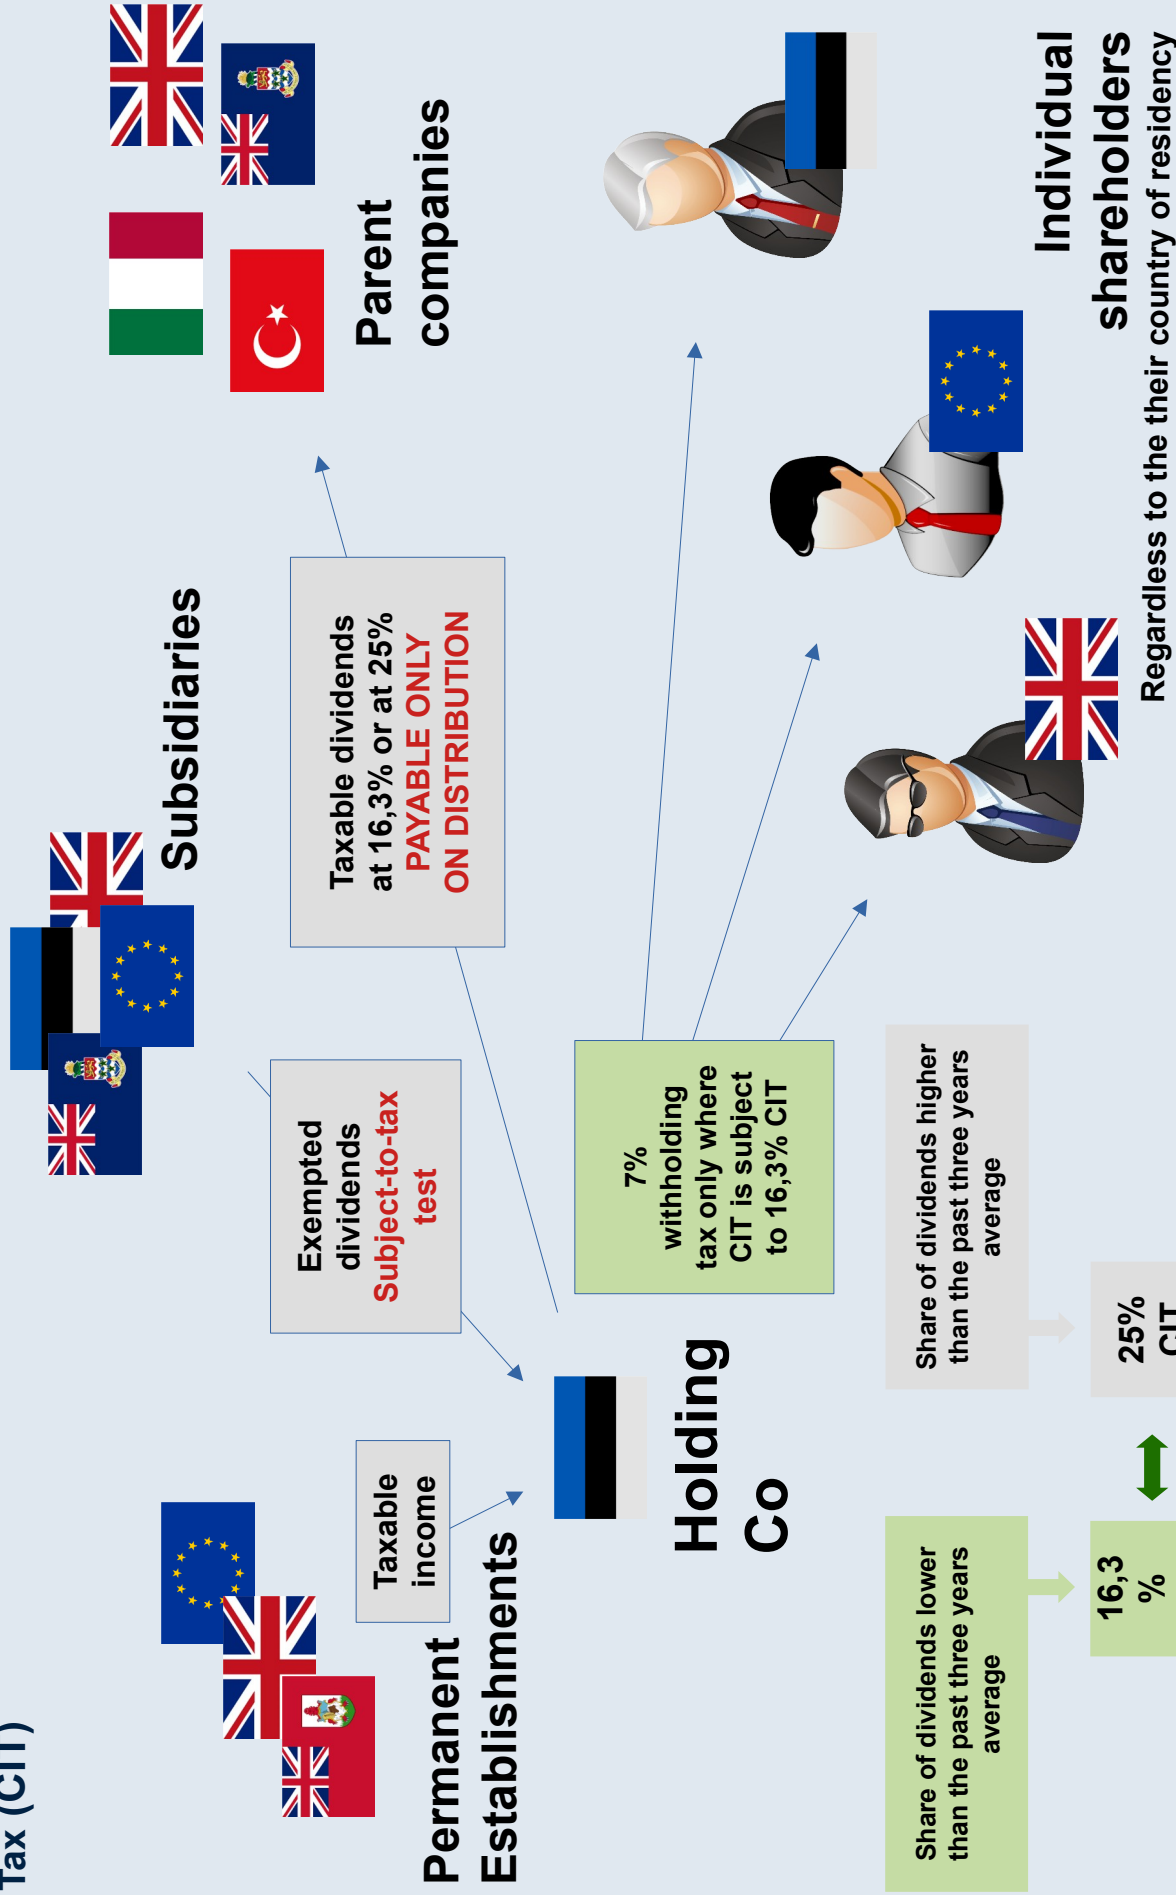 Tax (CIT)
Subsidiaries
Parent
companies
Permanent
Establishments
Taxable
income
Exempted
dividends
Subject-to-tax
test
Taxable dividends
at 16,3% or at 25%
PAYABLE ONLY
ON DISTRIBUTION
Holding
Co
7%
withholding
tax only where
CIT is subject
to 16,3% CIT
Individual
shareholders
Regardless to the their country of residency
Share of dividends lower
than the past three years
average
Share of dividends higher
than the past three years
average
16,3
%
25%
CIT